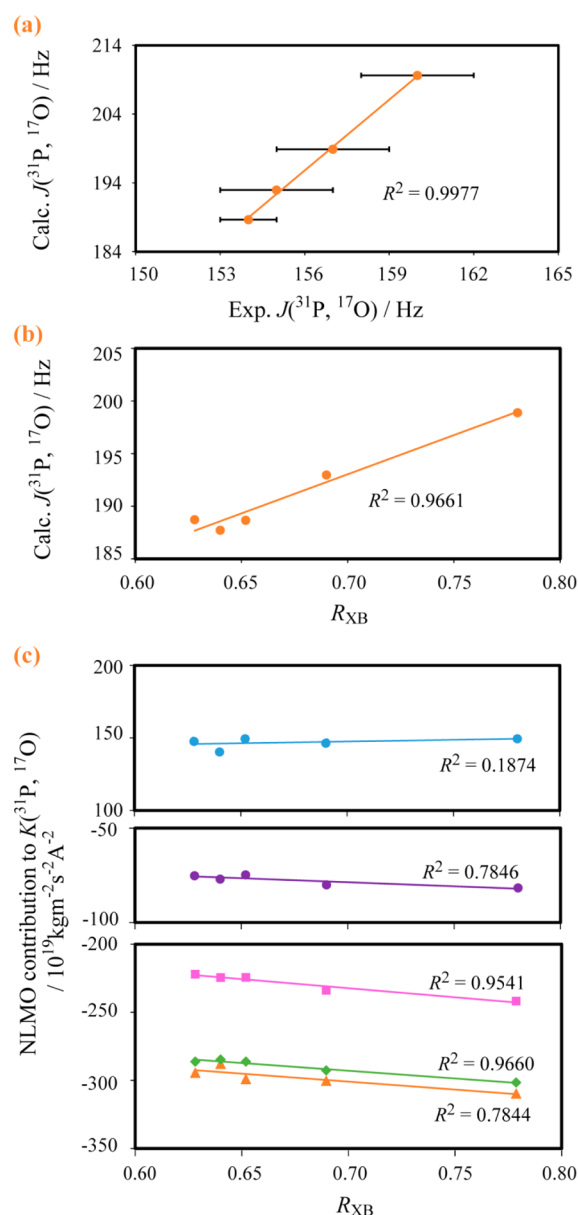 (a)
Calc. J(³¹P, ¹⁷O) / Hz
214
204
194
184
R² = 0.9977
150
153
156
159
162
165
Exp. J(³¹P, ¹⁷O) / Hz
(b)
Calc. J(³¹P, ¹⁷O) / Hz
205
200
195
190
185
R² = 0.9661
0.60
0.65
0.70
0.75
0.80
R_XB
(c)
NLMO contribution to K(³¹P, ¹⁷O)
/ 10¹⁹kgm⁻²s⁻²A⁻²
200
150
100
R² = 0.1874
-50
-100
R² = 0.7846
-200
-250
-300
-350
R² = 0.9541
R² = 0.9660
R² = 0.7844
0.60
0.65
0.70
0.75
0.80
R_XB